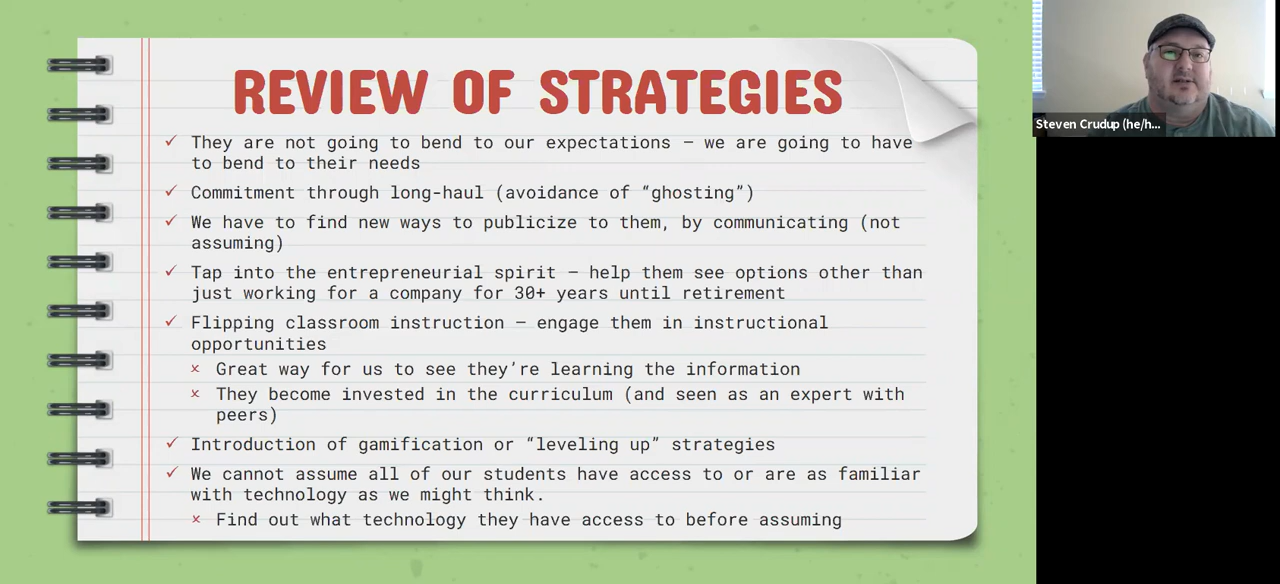 REVIEW OF STRATEGIES
They are not going to bend to our expectations – we are going to have
to bend to their needs
Commitment through long-haul (avoidance of “ghosting”)
We have to find new ways to publicize to them, by communicating (not
assuming)
Tap into the entrepreneurial spirit – help them see options other than
just working for a company for 30+ years until retirement
Flipping classroom instruction – engage them in instructional
opportunities
Great way for us to see they’re learning the information
They become invested in the curriculum (and seen as an expert with
peers)
Introduction of gamification or “leveling up” strategies
We cannot assume all of our students have access to or are as familiar
with technology as we might think.
Find out what technology they have access to before assuming
Steven Crudup (he/h...